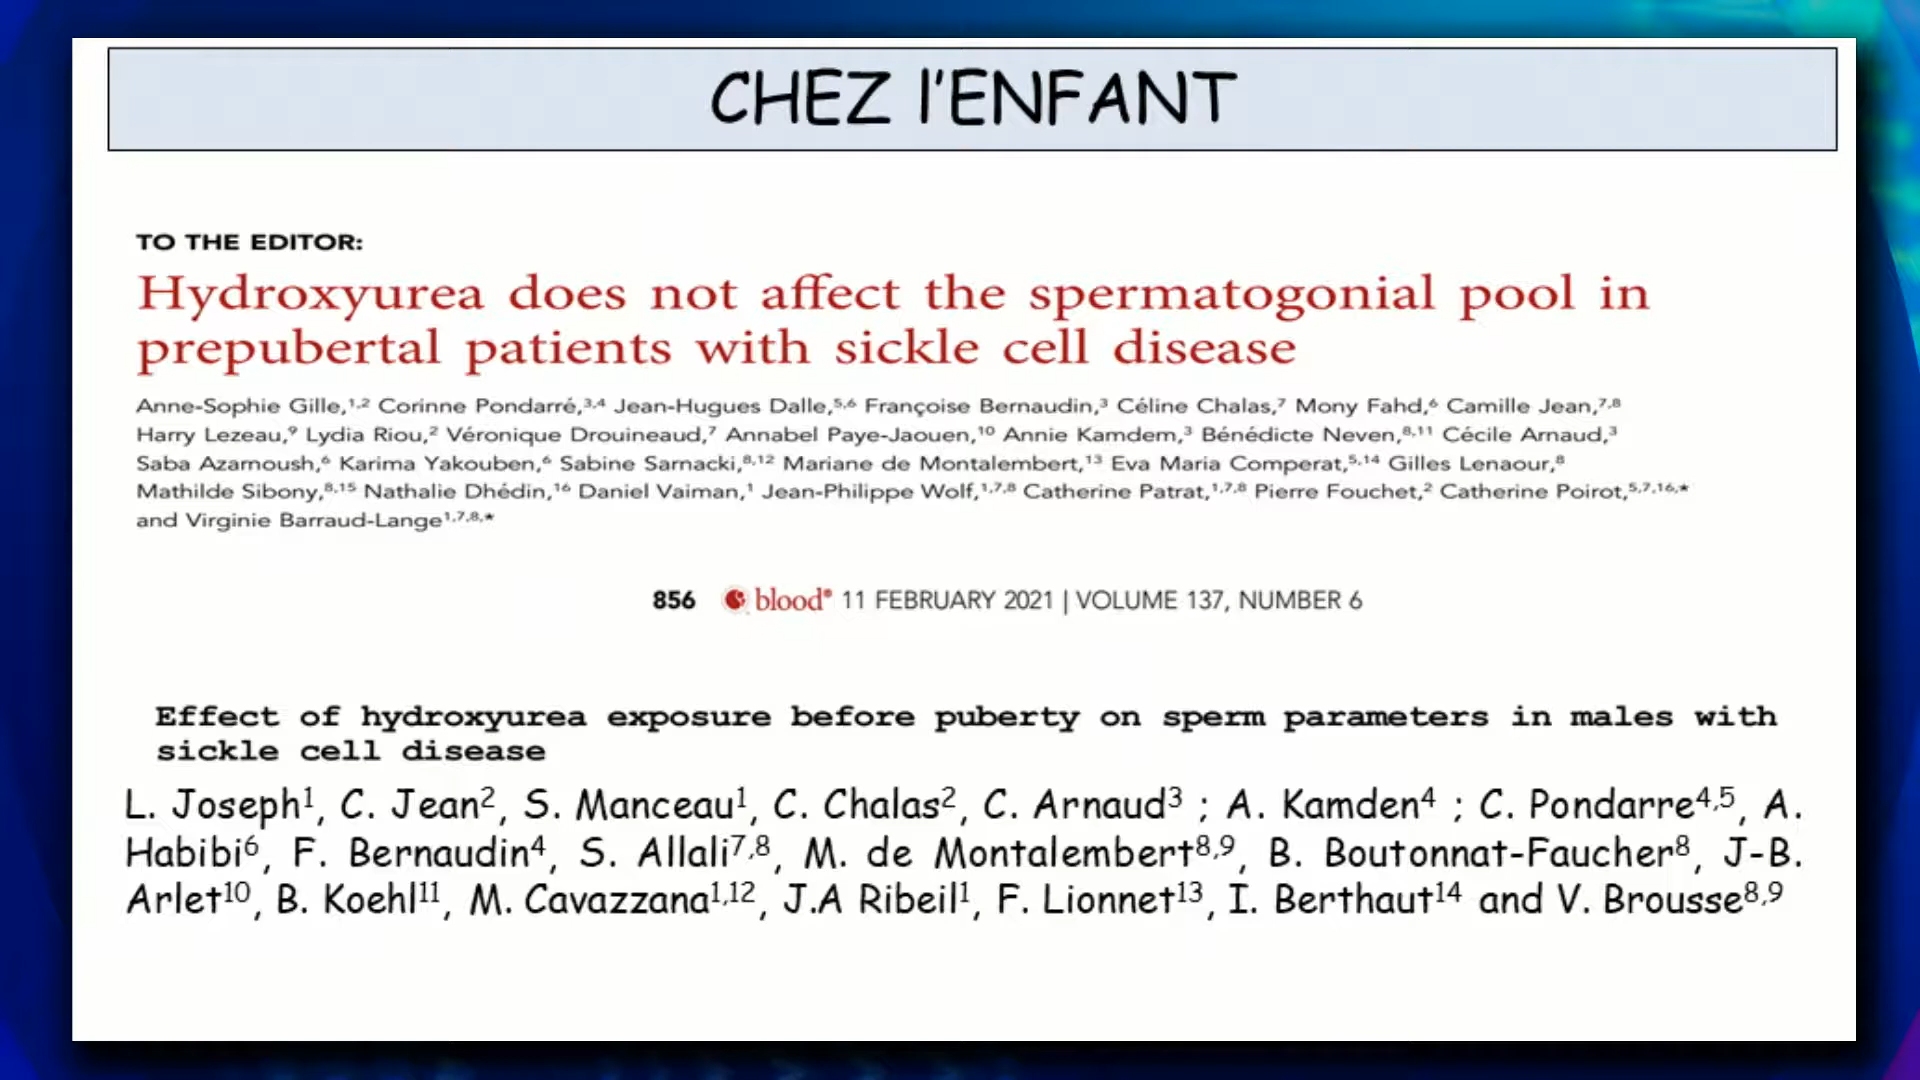 CHEZ l'ENFANT
TO THE EDITOR:
Hydroxyurea does not affect the spermatogonial pool in
prepubertal patients with sickle cell disease
Anne-Sophie Gille,1,2 Corinne Pondarré,3,4 Jean-Hugues Dalle,5,6 Françoise Bernaudin,3 Céline Chalas,7 Mony Fahd,6 Camille Jean,7,8
Harry Lezeau,9 Lydia Riou,2 Véronique Drouineaud,7 Annabel Paye-Jaouen,10 Annie Kamdem,3 Bénédicte Neven,8,11 Cécile Arnaud,3
Saba Azarnoush,6 Karima Yakouben,6 Sabine Sarnacki,8,12 Mariane de Montalembert,13 Eva Maria Comperat,5,14 Gilles Lenaour,8
Mathilde Sibony,8,15 Nathalie Dhédin,16 Daniel Vaiman,1 Jean-Philippe Wolf,1,7,8 Catherine Patrat,1,7,8 Pierre Fouchet,2 Catherine Poirot,5,7,16,*
and Virginie Barraud-Lange1,7,8,*
856 blood® 11 FEBRUARY 2021 | VOLUME 137, NUMBER 6
Effect of hydroxyurea exposure before puberty on sperm parameters in males with
sickle cell disease
L. Joseph1, C. Jean2, S. Manceau1, C. Chalas2, C. Arnaud3 ; A. Kamden4 ; C. Pondarre4,5, A.
Habibi6, F. Bernaudin4, S. Allali7,8, M. de Montalembert8,9, B. Boutonnat-Faucher8, J-B.
Arlet10, B. Koehl11, M. Cavazzana1,12, J.A Ribeil1, F. Lionnet13, I. Berthaut14 and V. Brousse8,9